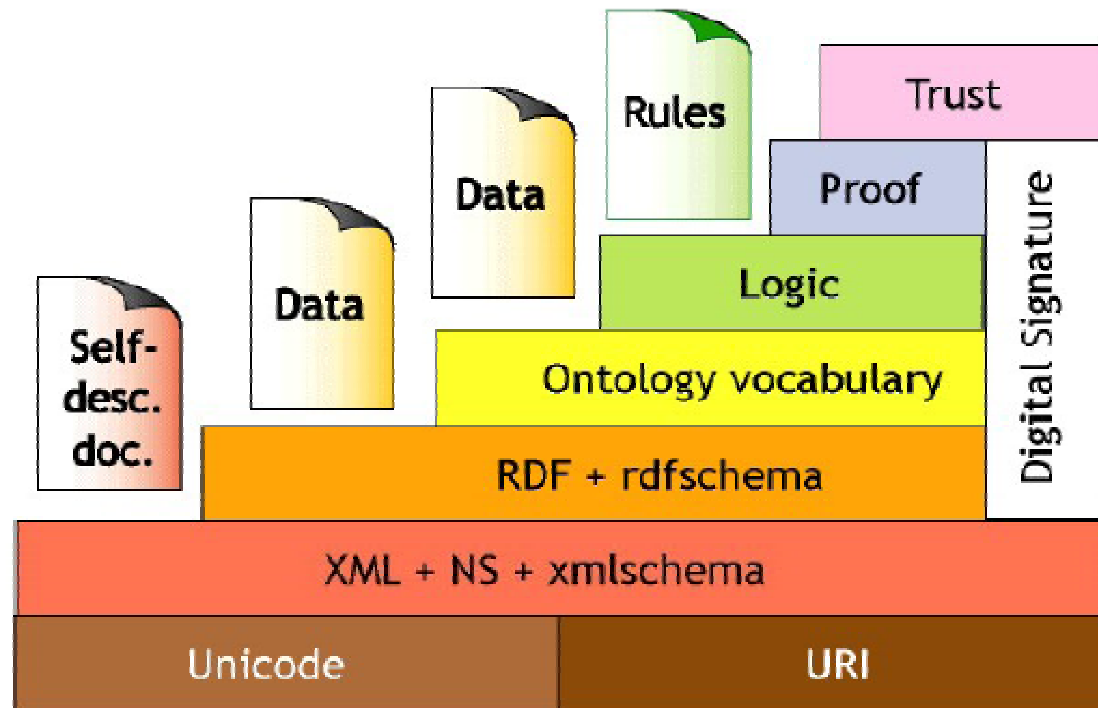 Trust
Rules
Data
Proof
Logic
Data
Self-
desc.
doc.
Ontology vocabulary
Digital Signature
RDF + rdfschema
XML + NS + xmlschema
Unicode
URI